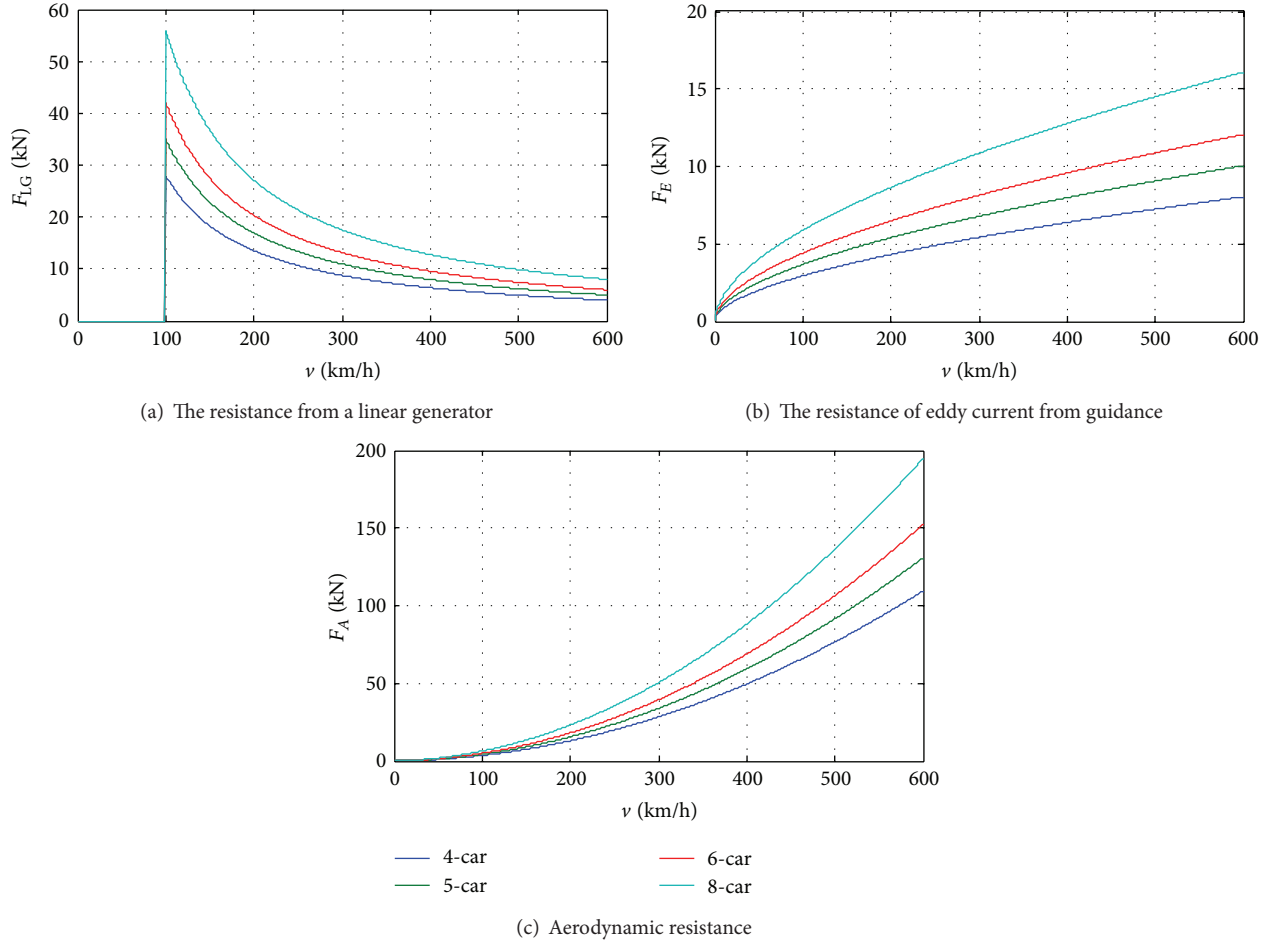 60
50
40
30
20
10
0
F_LG (kN)
0 100 200 300 400 500 600
ν (km/h)
(a) The resistance from a linear generator
20
15
10
5
0
F_E (kN)
0 100 200 300 400 500 600
ν (km/h)
(b) The resistance of eddy current from guidance
200
150
100
50
0
F_A (kN)
0 100 200 300 400 500 600
ν (km/h)
4-car
5-car
6-car
8-car
(c) Aerodynamic resistance